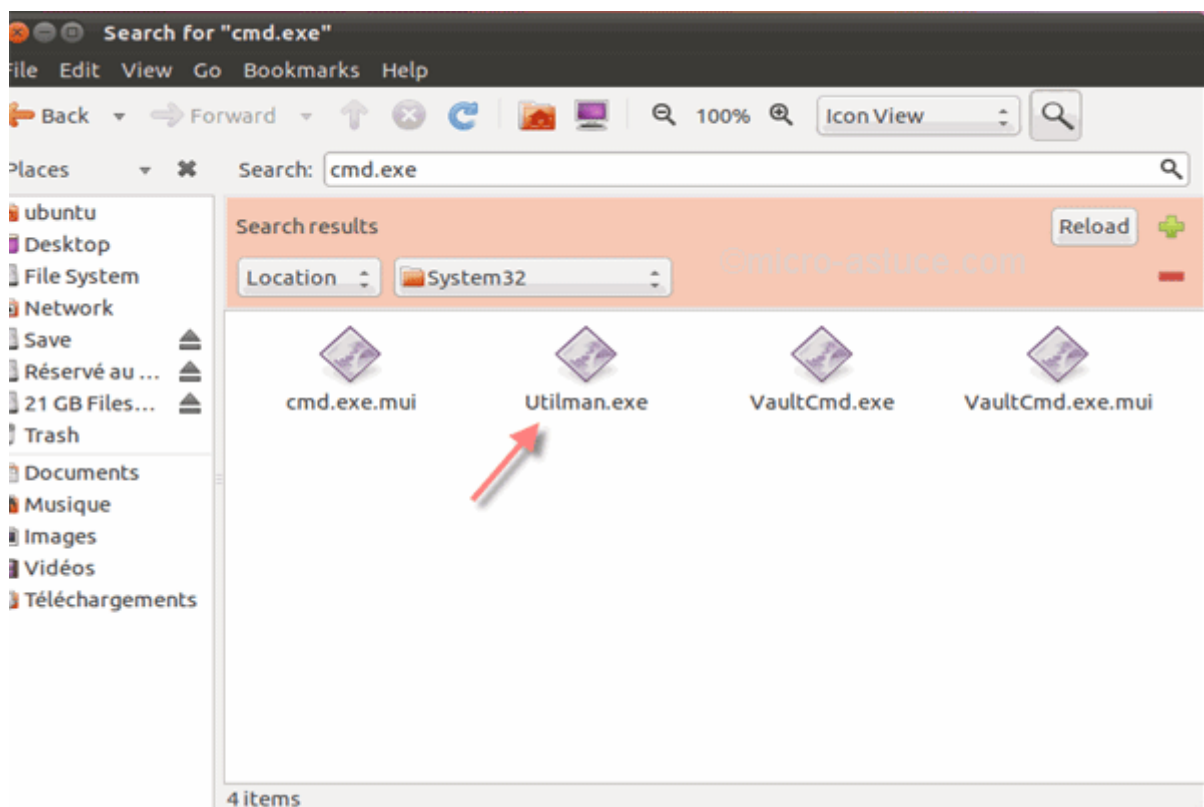 Search for "cmd.exe"
File Edit View Go Bookmarks Help
Back Forward 100% Icon View
Places Search: cmd.exe
ubuntu
Desktop
File System
Network
Save
Réservé au ...
21 GB Files...
Trash
Documents
Musique
Images
Vidéos
Téléchargements
Search results Reload
©micro-astuce.com
Location System32
cmd.exe.mui Utilman.exe VaultCmd.exe VaultCmd.exe.mui
4 items